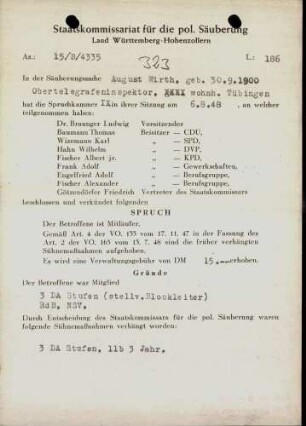 Staatskommissariat für die pol. Säuberung
Land Württemberg-Hohenzollern
Az.: 15/8/4335
323
L.: 186
In der Säuberungssache August Wirth, geb. 30.9.1900
Obertelegrafeninspektor, XXXX wohnh. Tübingen
hat die Spruchkammer IX in ihrer Sitzung am 6.8.48 , an welcher
teilgenommen haben:
Dr. Braunger Ludwig Vorsitzender
Baumann Thomas Beisitzer — CDU,
Wizemann Karl „ — SPD,
Hahn Wilhelm „ — DVP,
Fischer Albert jr. „ — KPD,
Frank Adolf „ — Gewerkschaften,
Engelfried Adolf „ — Berufsgruppe,
Fischer Alexander „ — Berufsgruppe,
Friedrich Vertreter des Staatskommissariats
beschlossen und verkündet folgenden
SPRUCH
Der Betroffene ist Mitläufer.
Gemäß Art. 4 der VO. 133 vom 17. 11. 47 in der Fassung des
Art. 2 der VO. 165 vom 15. 7. 48 sind die früher verhängten
Sühnemaßnahmen aufgehoben.
Es wird eine Verwaltungsgebühr von DM 15.— erhoben.
Gründe
Der Betroffene war Mitglied
3 DA Stufen (stellv. Blockleiter)
RdB, NSV.
Durch Entscheidung des Staatskommissars für die pol. Säuberung waren
folgende Sühnemaßnahmen verhängt worden:
3 DA Stufen, 11b 3 Jahr.